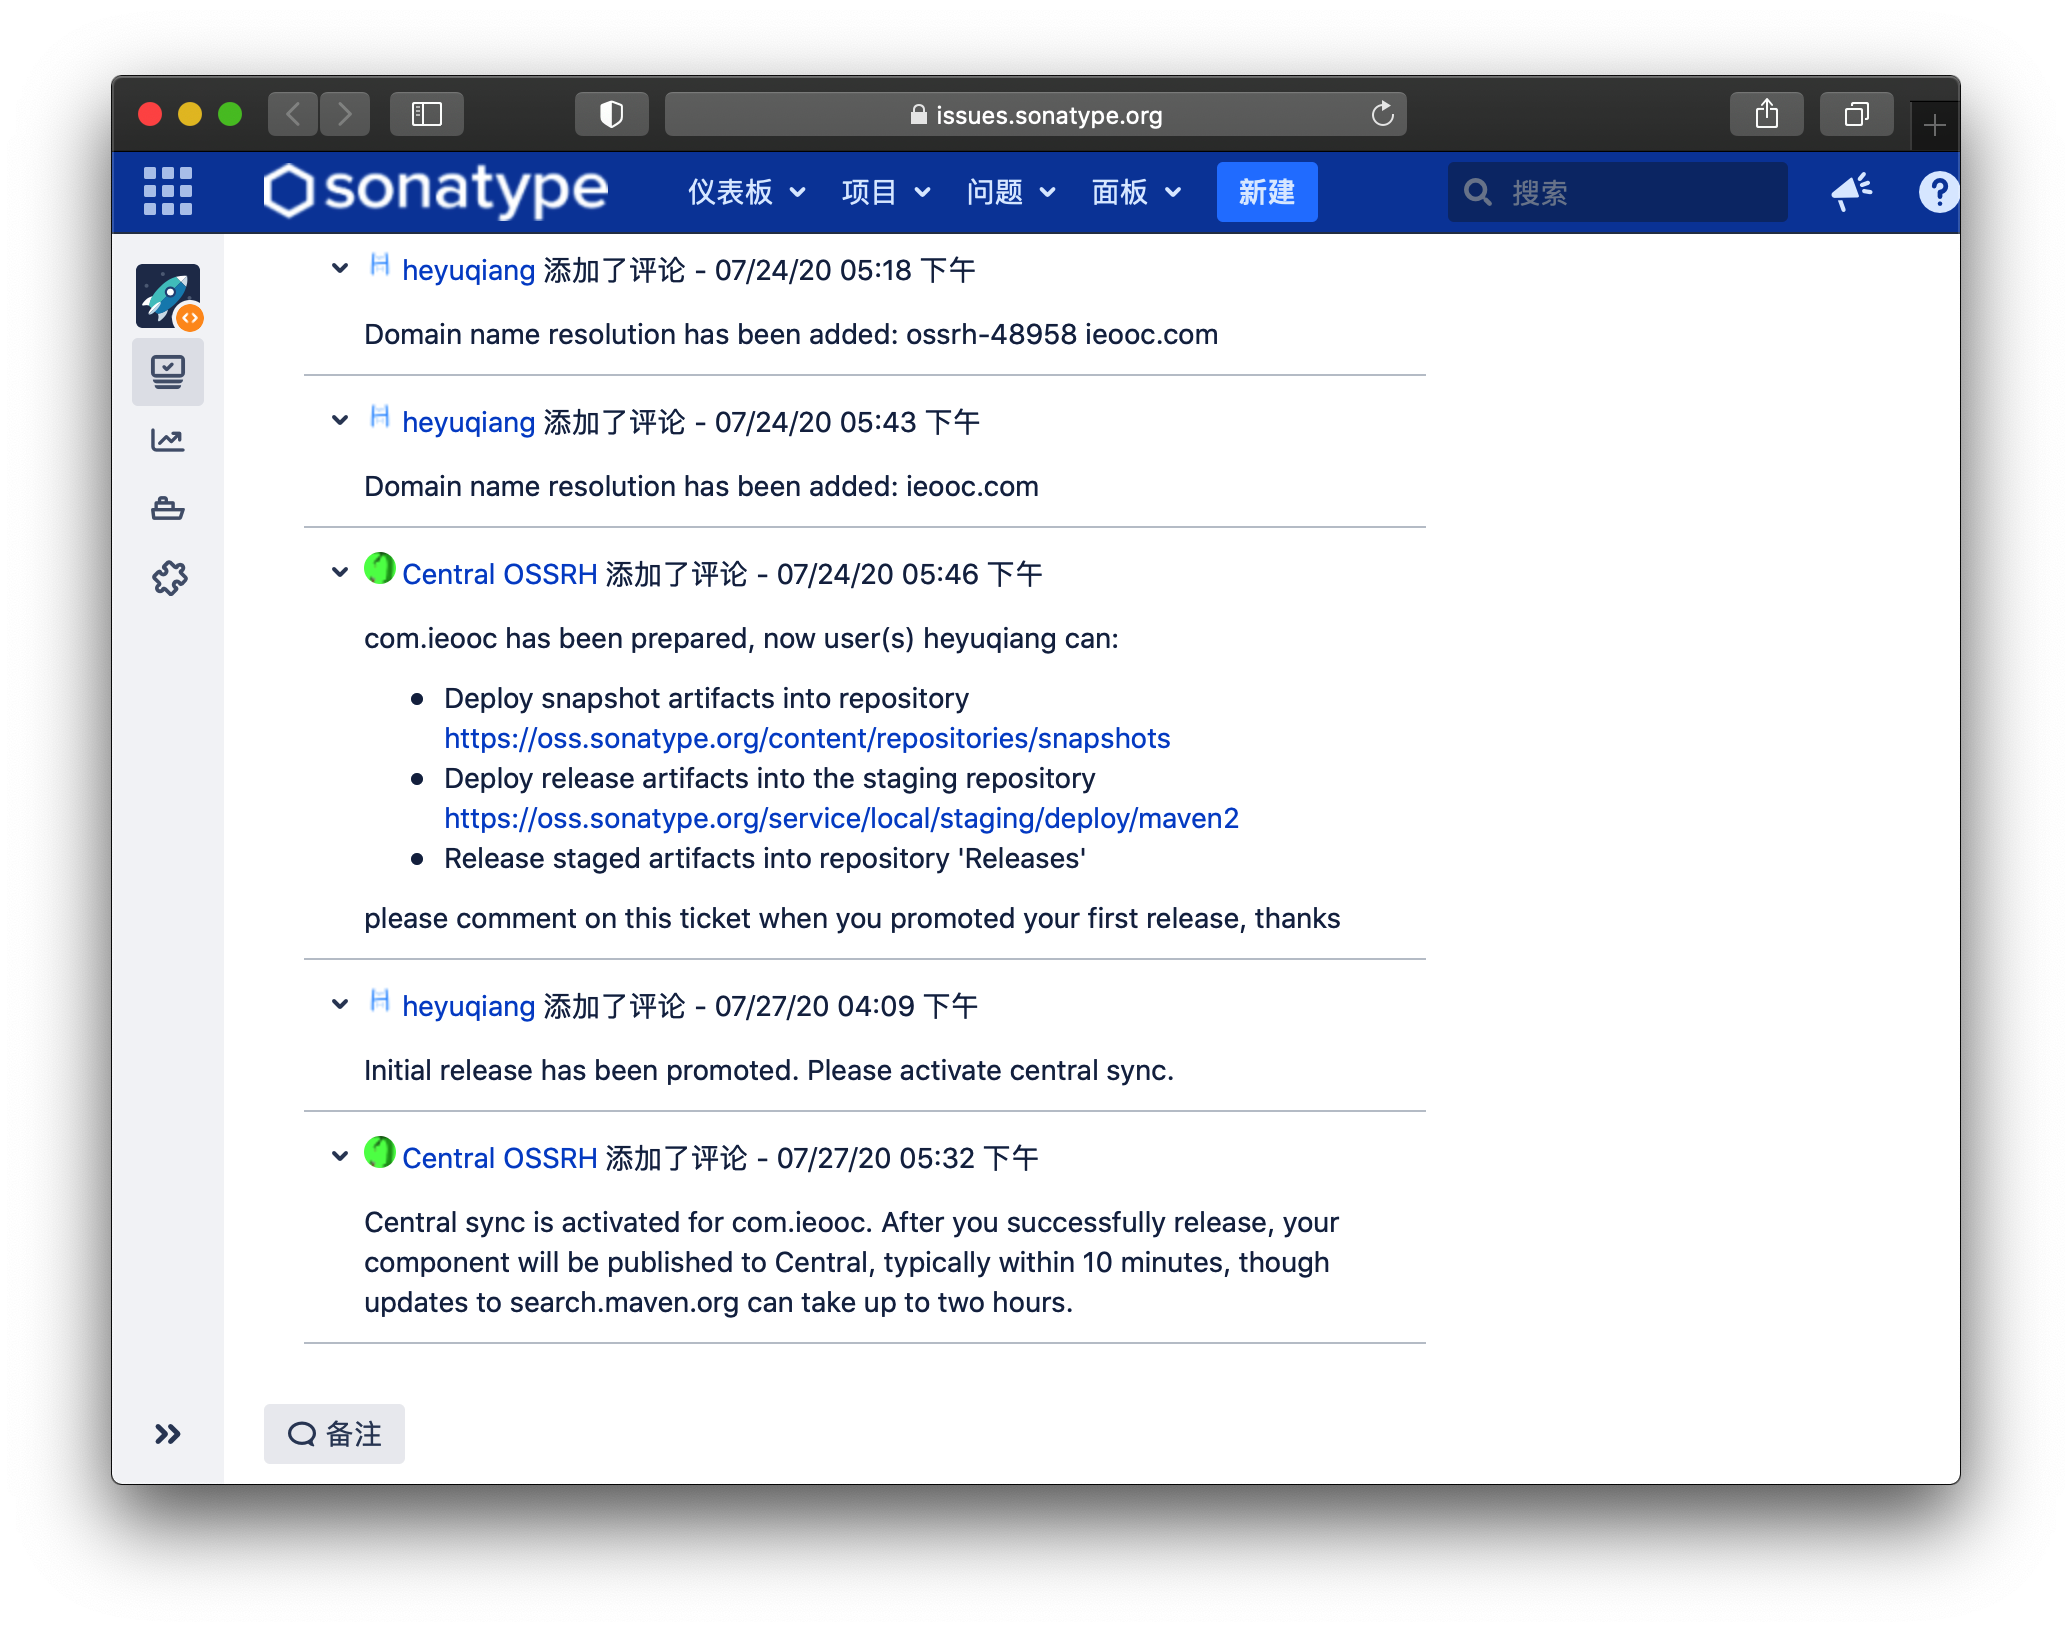 issues.sonatype.org
sonatype 仪表板 项目 问题 面板 新建 搜索
heyuqiang 添加了评论 - 07/24/20 05:18 下午
Domain name resolution has been added: ossrh-48958 ieooc.com
heyuqiang 添加了评论 - 07/24/20 05:43 下午
Domain name resolution has been added: ieooc.com
Central OSSRH 添加了评论 - 07/24/20 05:46 下午
com.ieooc has been prepared, now user(s) heyuqiang can:
Deploy snapshot artifacts into repository
https://oss.sonatype.org/content/repositories/snapshots
Deploy release artifacts into the staging repository
https://oss.sonatype.org/service/local/staging/deploy/maven2
Release staged artifacts into repository 'Releases'
please comment on this ticket when you promoted your first release, thanks
heyuqiang 添加了评论 - 07/27/20 04:09 下午
Initial release has been promoted. Please activate central sync.
Central OSSRH 添加了评论 - 07/27/20 05:32 下午
Central sync is activated for com.ieooc. After you successfully release, your
component will be published to Central, typically within 10 minutes, though
updates to search.maven.org can take up to two hours.
备注